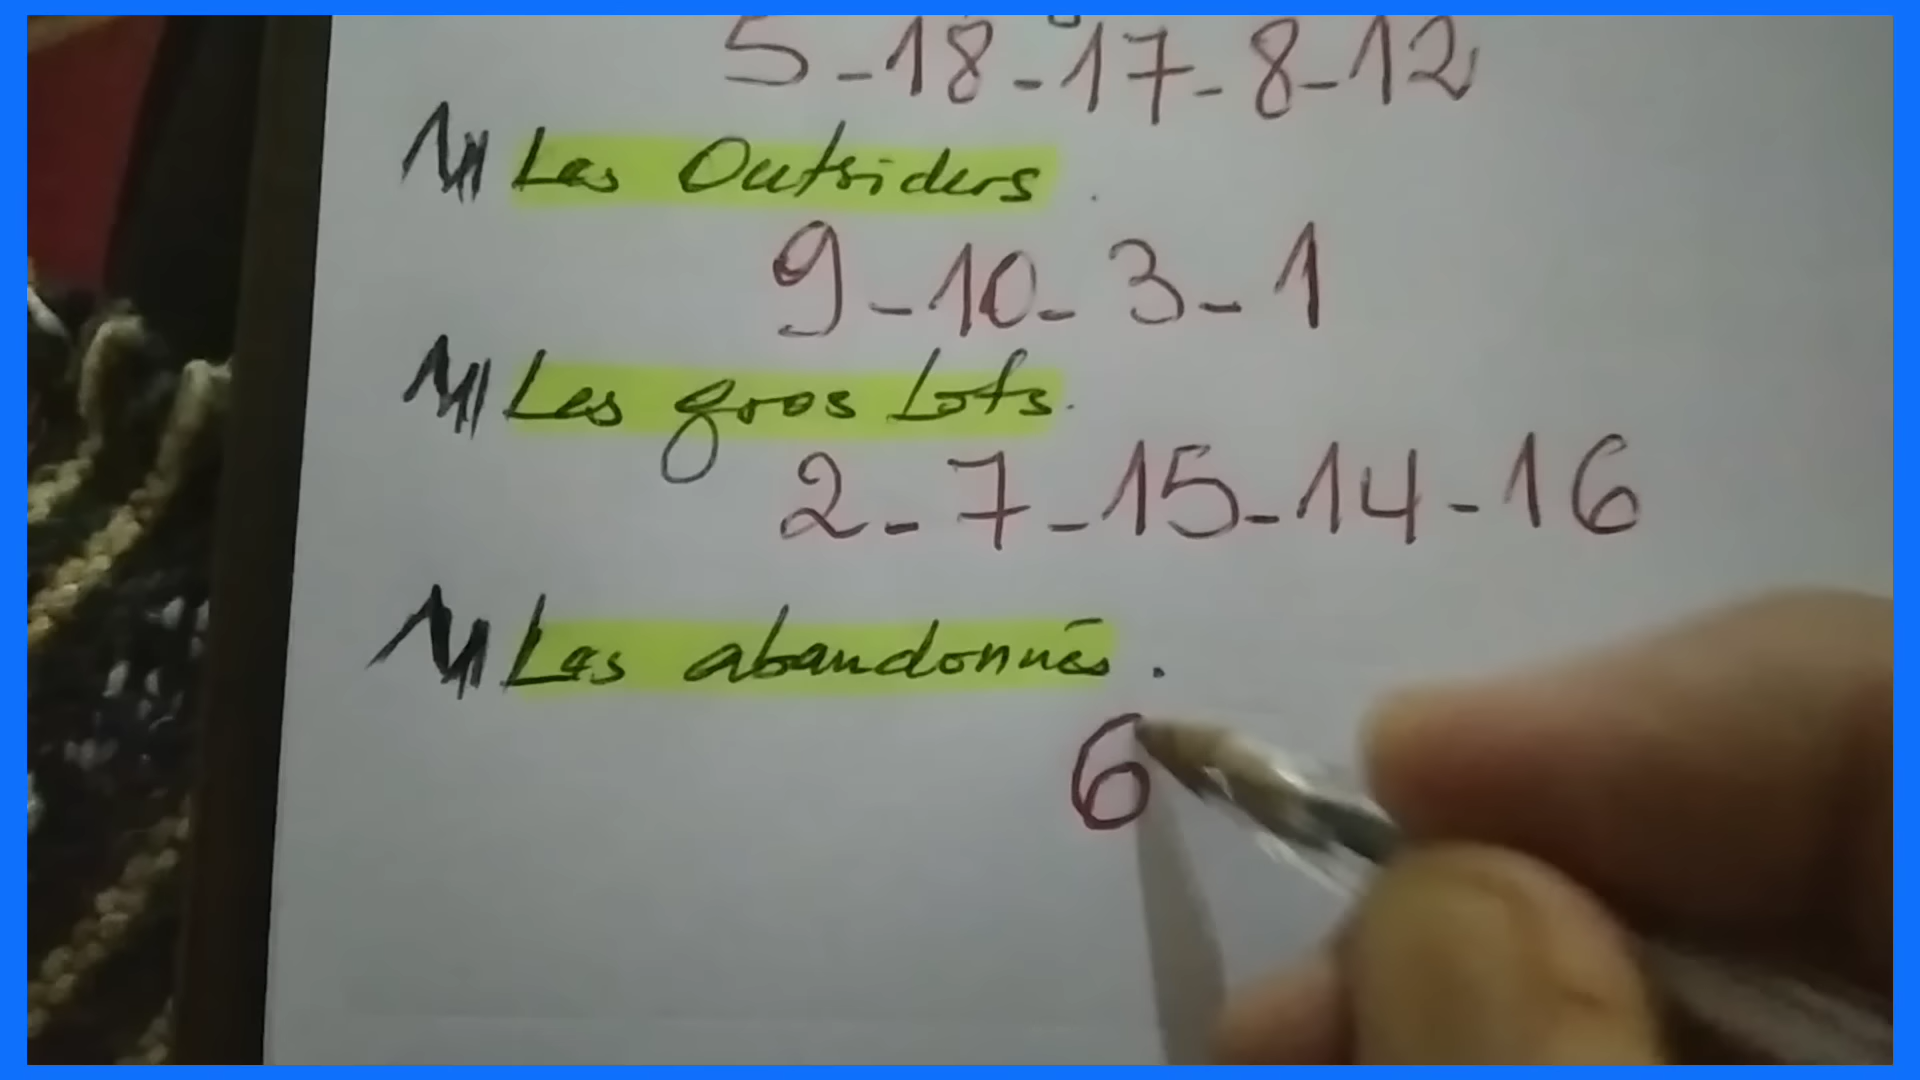 5-18-17-8-12
Les Outsiders.
9-10-3-1
Les gros Lots.
2-7-15-14-16
Les abandonnés.
6